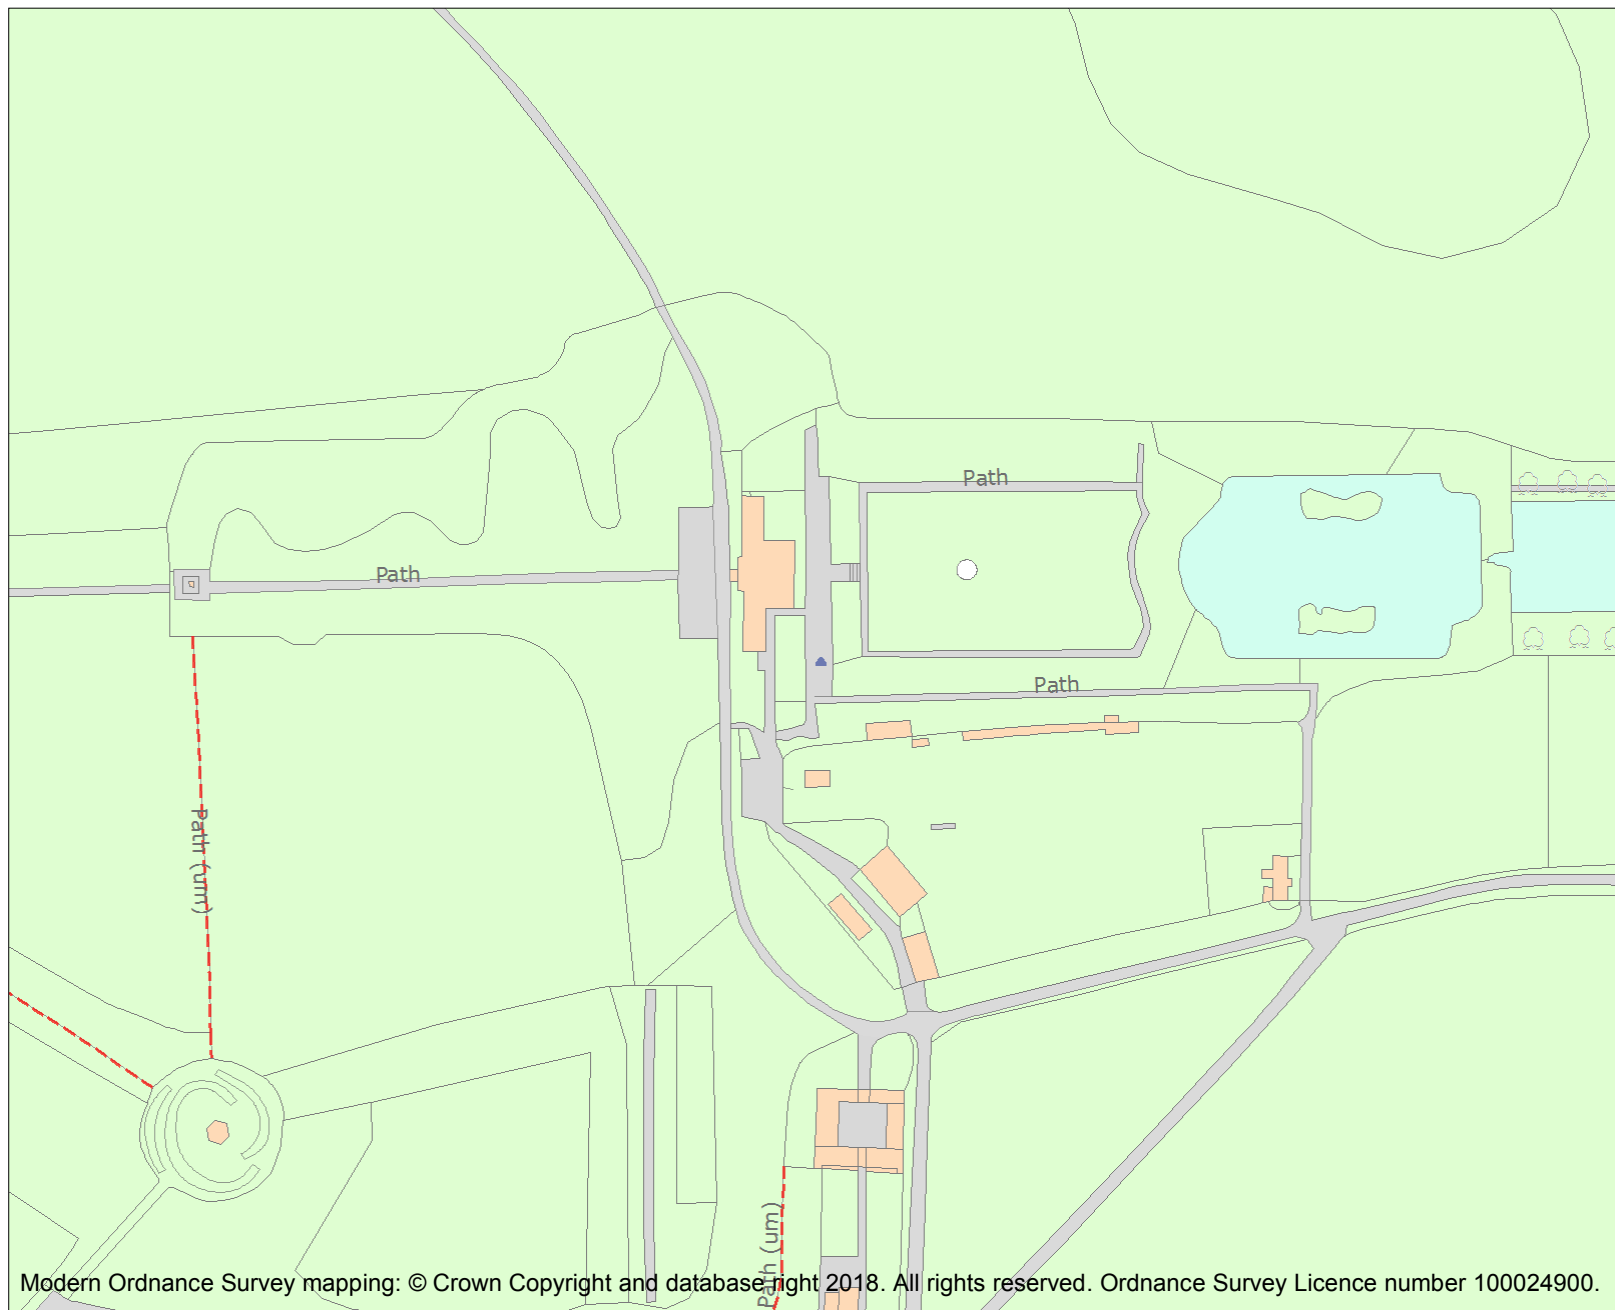 Path
Path
Path
Path (um)
Path (um)
Modern Ordnance Survey mapping: © Crown Copyright and database right 2018. All rights reserved. Ordnance Survey Licence number 100024900.